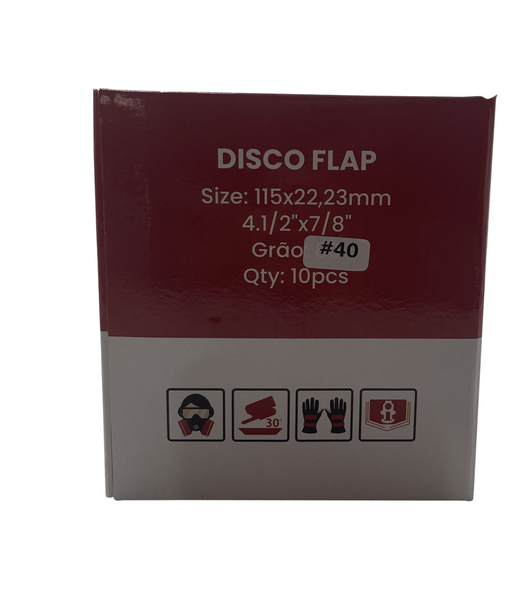 DISCO FLAP
Size: 115x22,23mm
4.1/2"x7/8"
Grão #40
Qty: 10pcs
30°